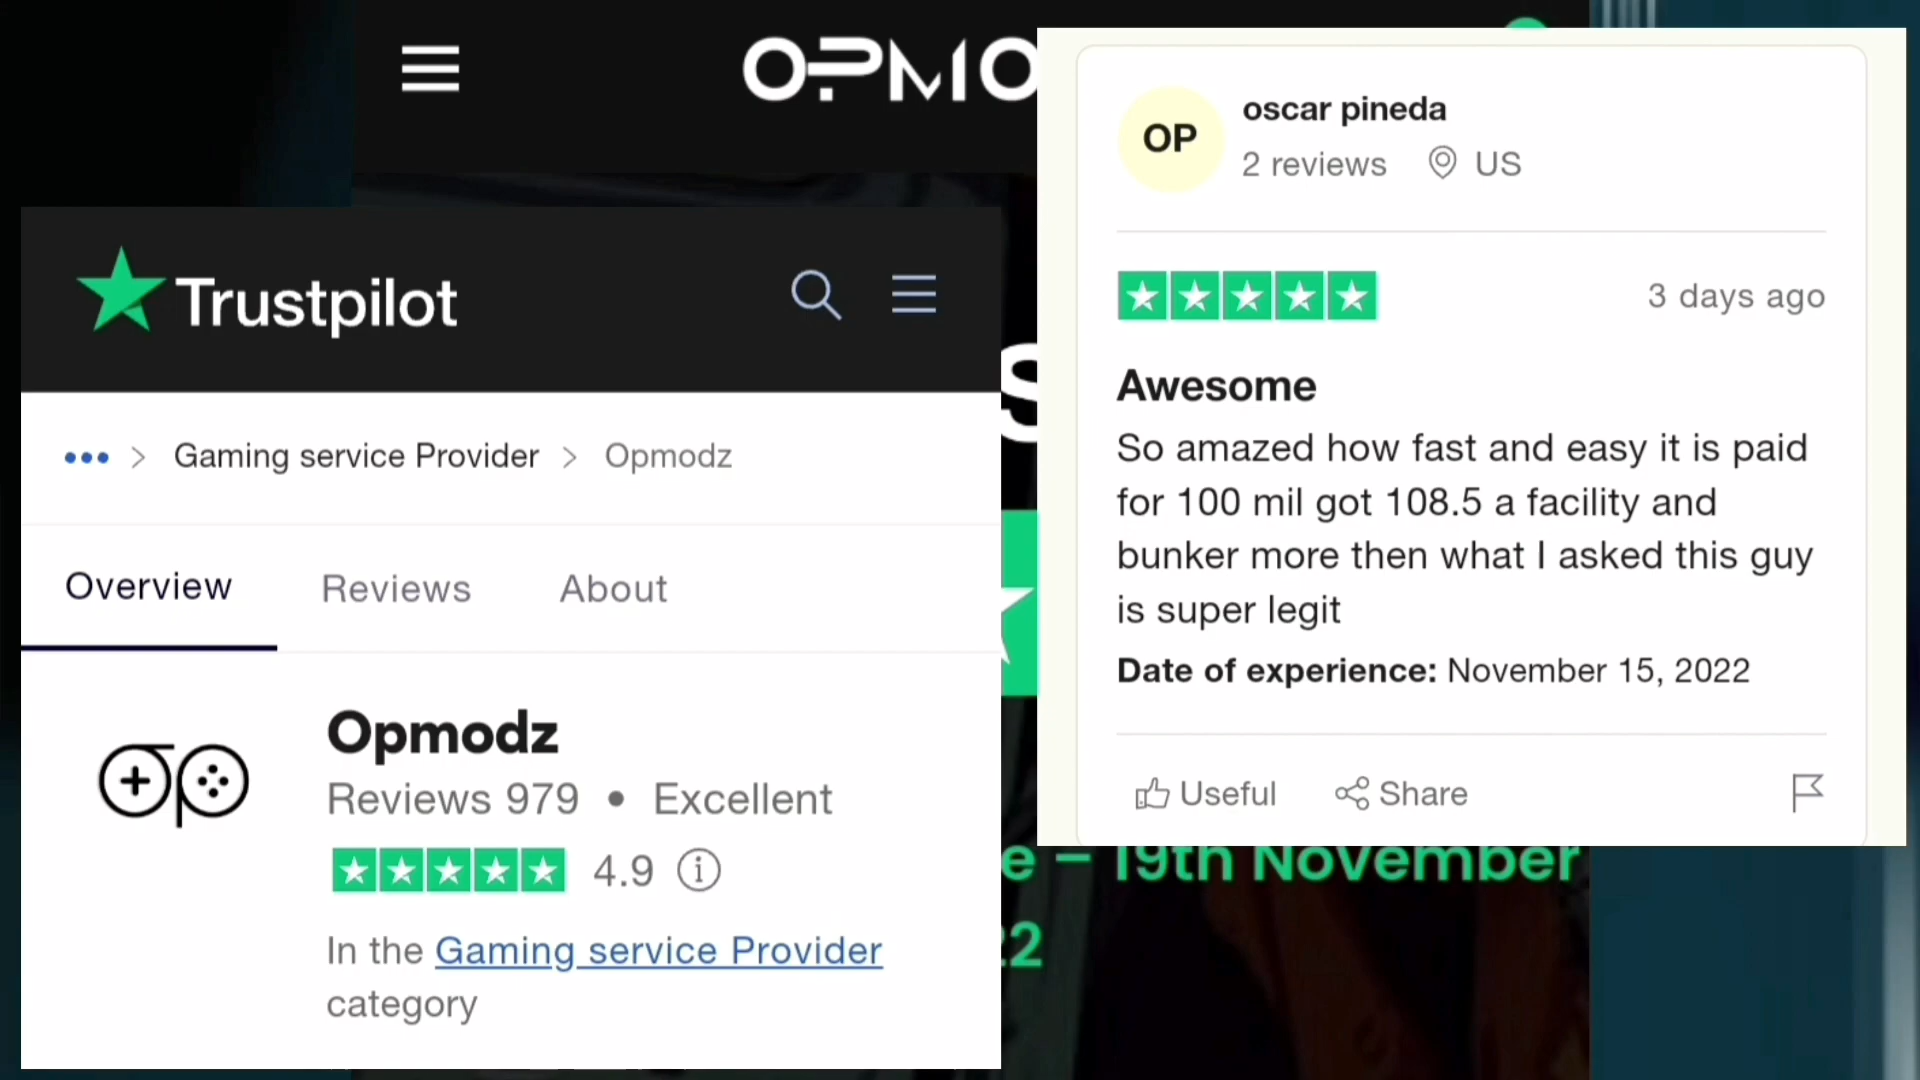 OPMO
Trustpilot
Gaming service Provider > Opmodz
Overview Reviews About
Opmodz
Reviews 979 • Excellent
4.9
In the Gaming service Provider
category
OP
oscar pineda
2 reviews US
3 days ago
Awesome
So amazed how fast and easy it is paid
for 100 mil got 108.5 a facility and
bunker more then what I asked this guy
is super legit
Date of experience: November 15, 2022
Useful Share
S
e – 19th November
22